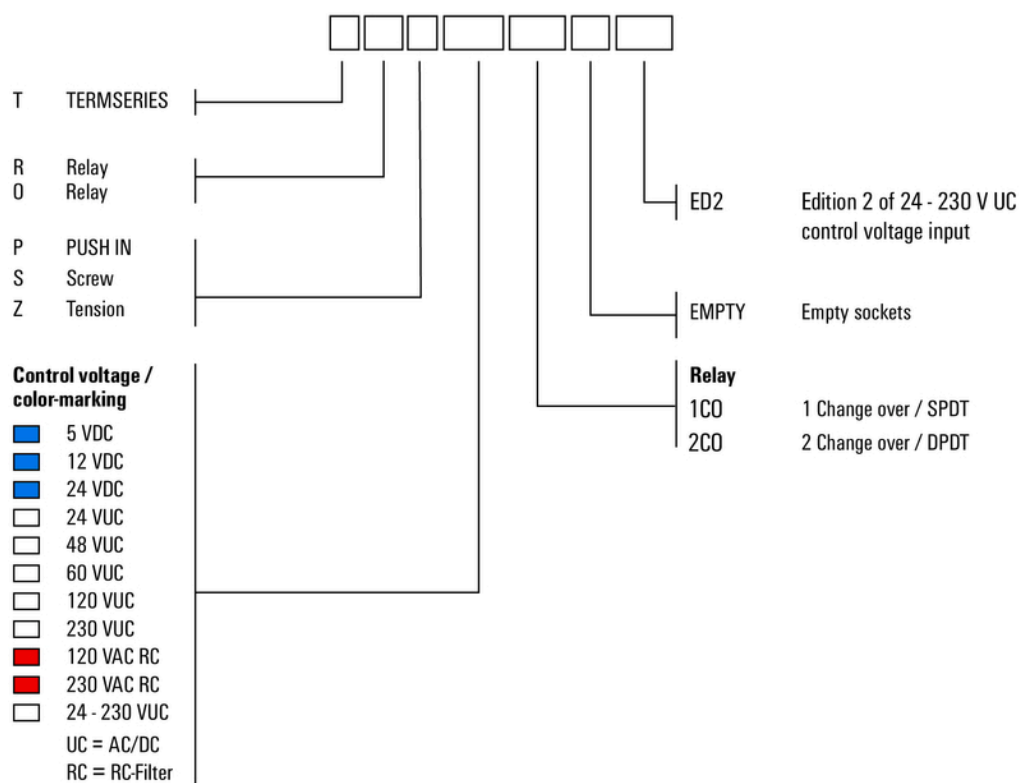 T TERMSERIES
R Relay
O Relay
P PUSH IN
S Screw
Z Tension
Control voltage /
color-marking
5 VDC
12 VDC
24 VDC
24 VUC
48 VUC
60 VUC
120 VUC
230 VUC
120 VAC RC
230 VAC RC
24 - 230 VUC
UC = AC/DC
RC = RC-Filter
ED2 Edition 2 of 24 - 230 V UC
control voltage input
EMPTY Empty sockets
Relay
1CO 1 Change over / SPDT
2CO 2 Change over / DPDT